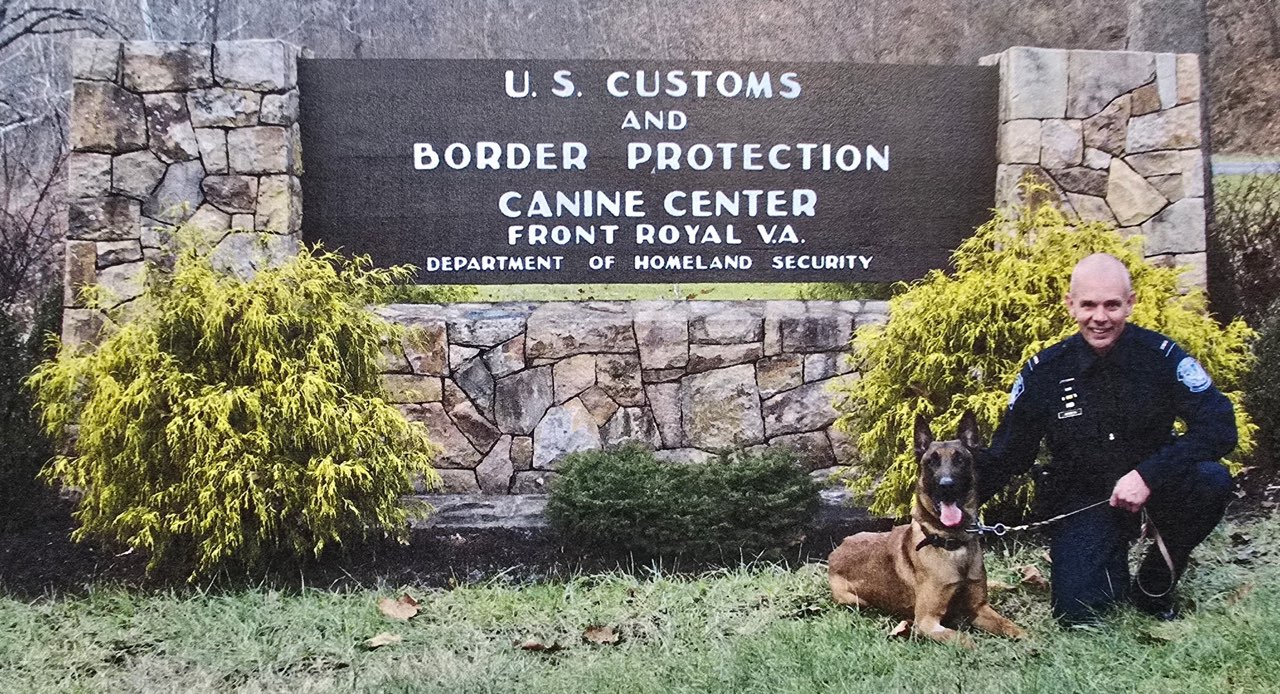 U. S. CUSTOMS
AND
BORDER PROTECTION
CANINE CENTER
FRONT ROYAL V.A.
DEPARTMENT OF HOMELAND SECURITY